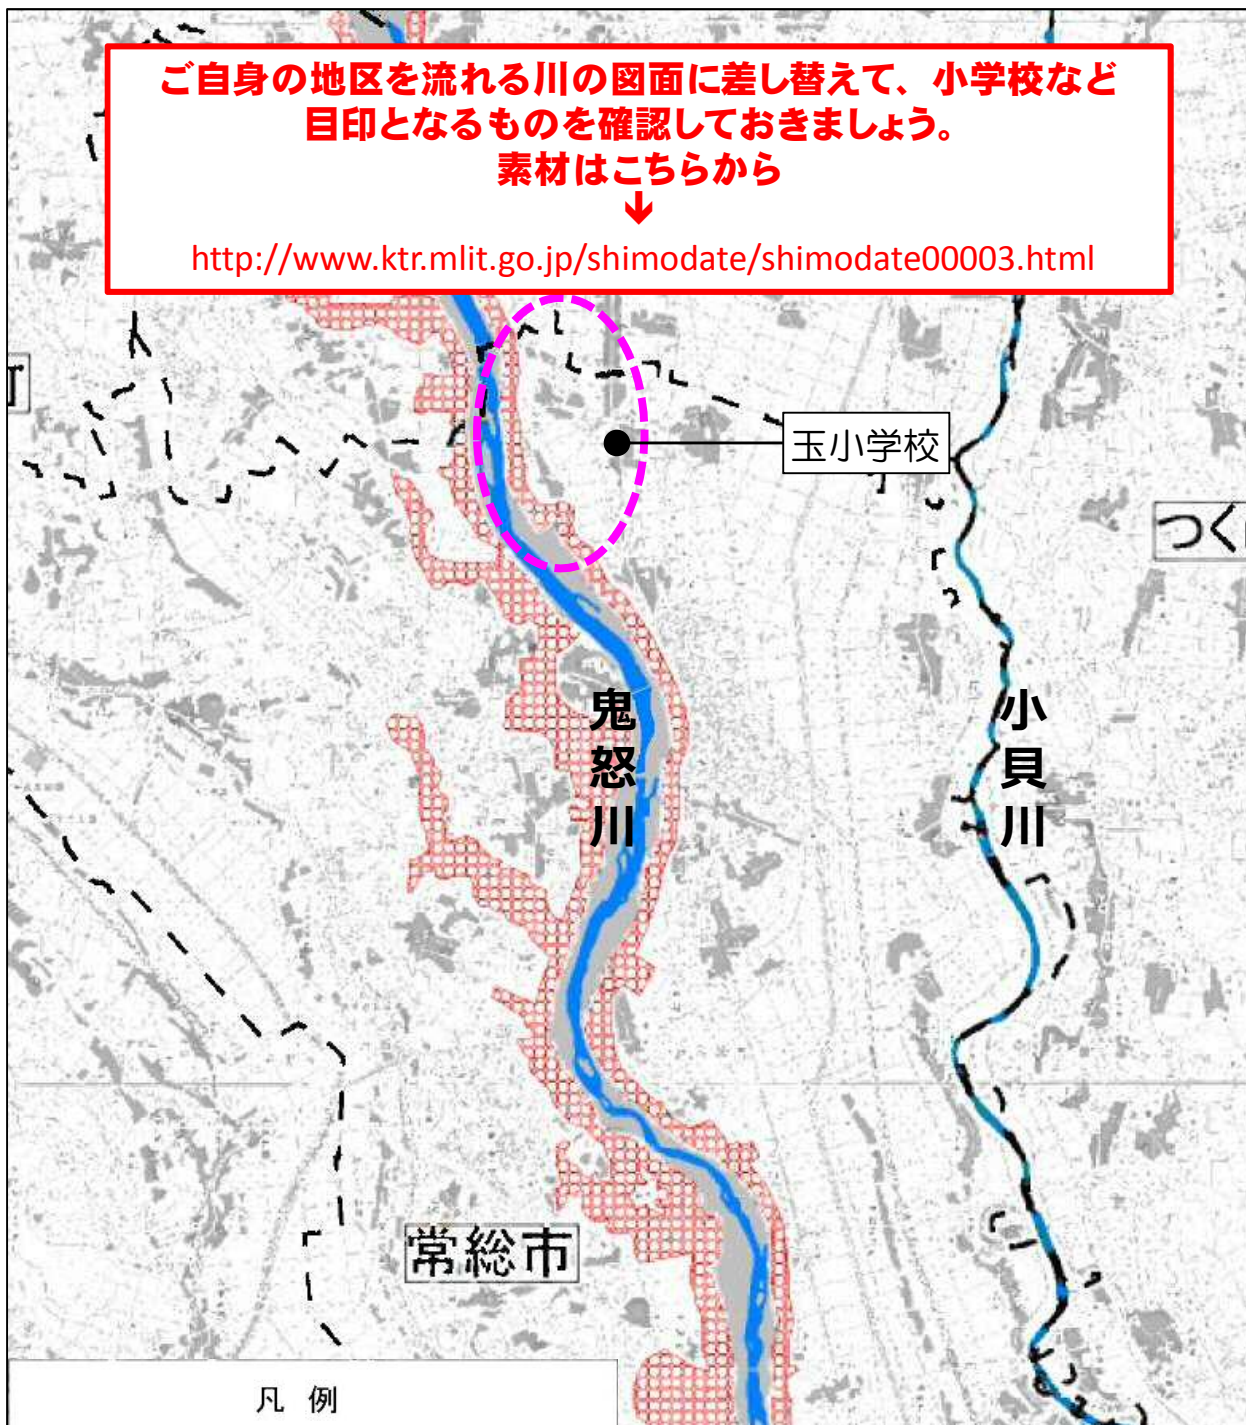 ご自身の地区を流れる川の図面に差し替えて、小学校など
目印となるものを確認しておきましょう。
素材はこちらから
↓
http://www.ktr.mlit.go.jp/shimodate/shimodate00003.html
玉小学校
つく
鬼怒川
小貝川
常総市
凡 例